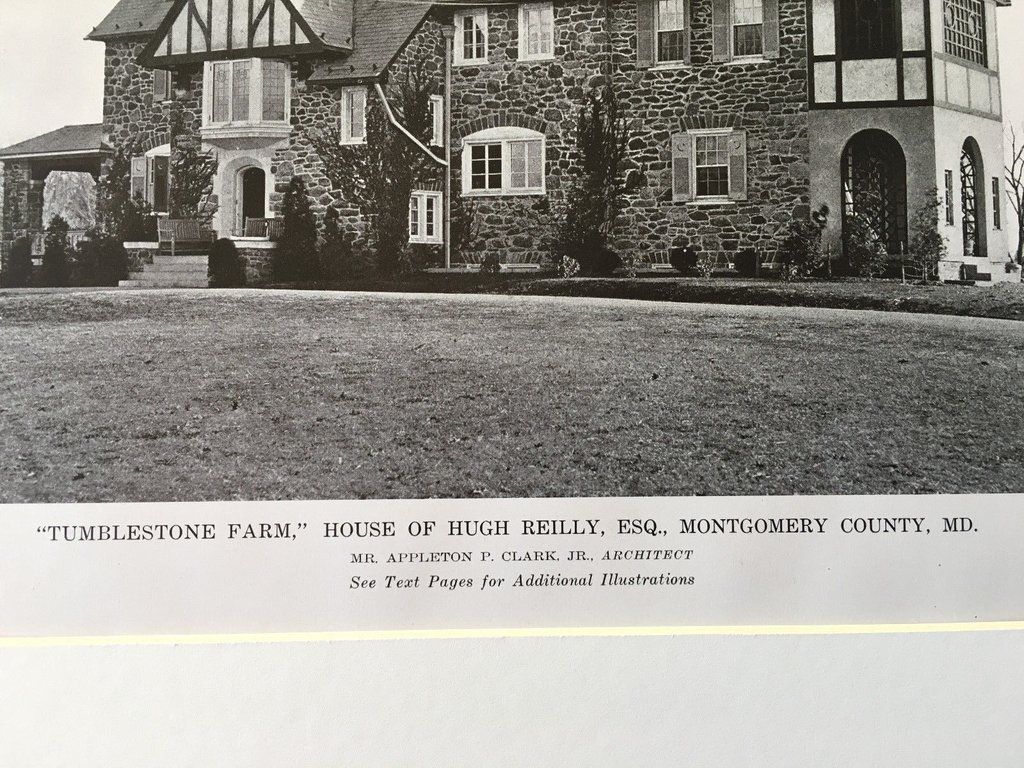 “TUMBLESTONE FARM,” HOUSE OF HUGH REILLY, ESQ., MONTGOMERY COUNTY, MD.
MR. APPLETON P. CLARK, JR., ARCHITECT
See Text Pages for Additional Illustrations